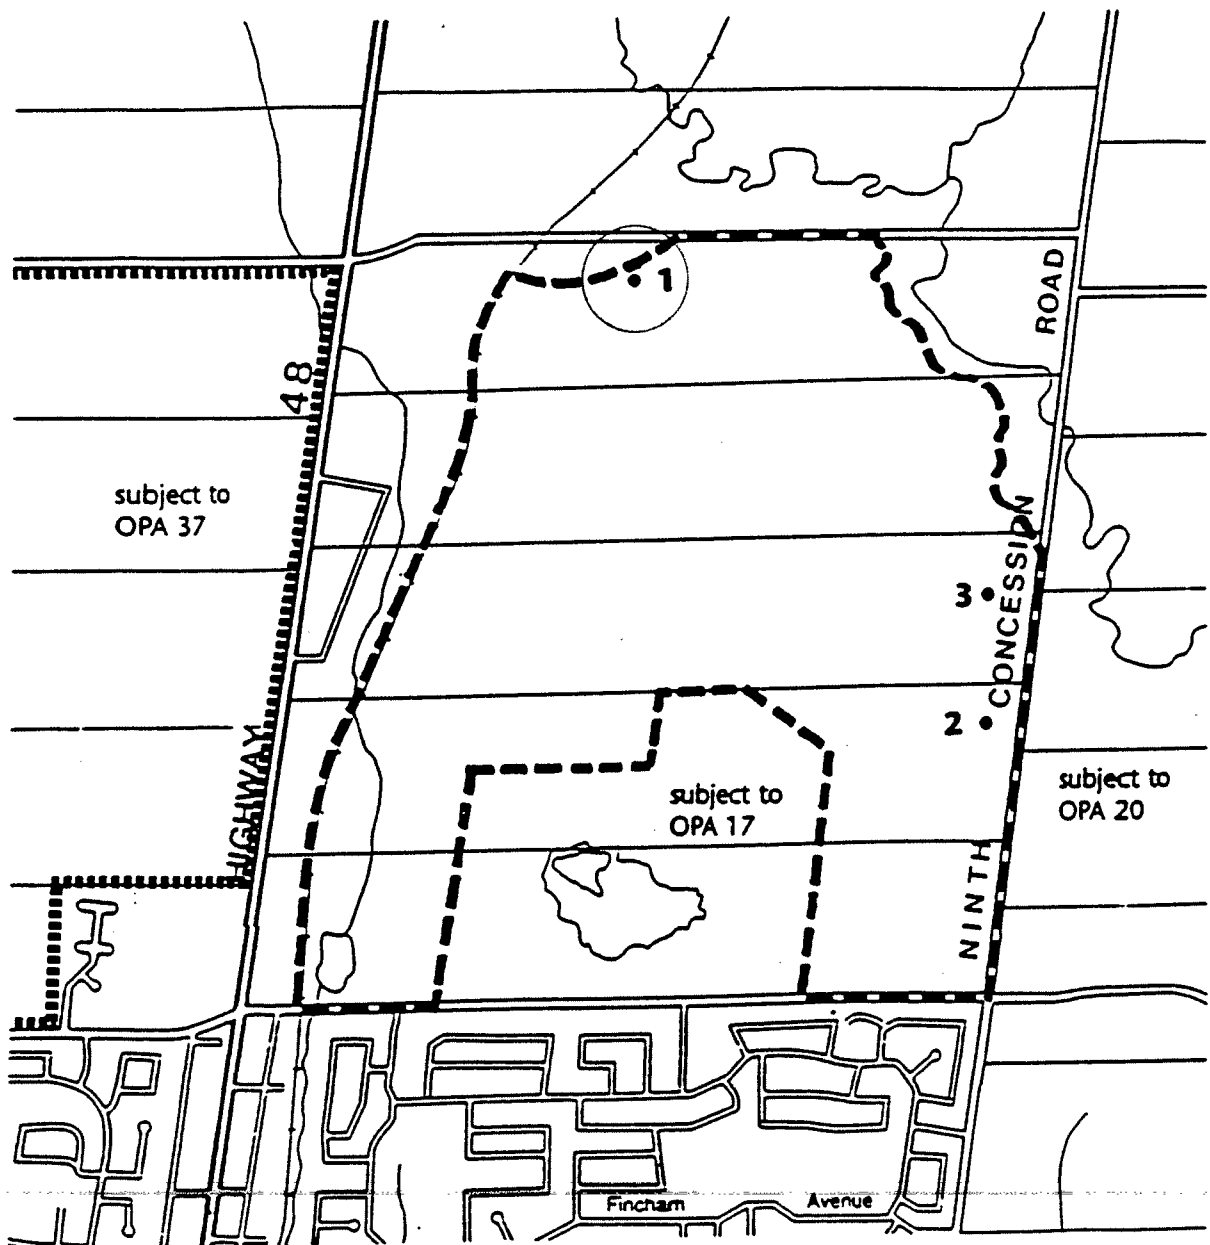 1
ROAD
48
subject to
OPA 37
3
CONCESSION
2
HIGHWAY
subject to
OPA 17
subject to
OPA 20
NINTH
Fincham Avenue